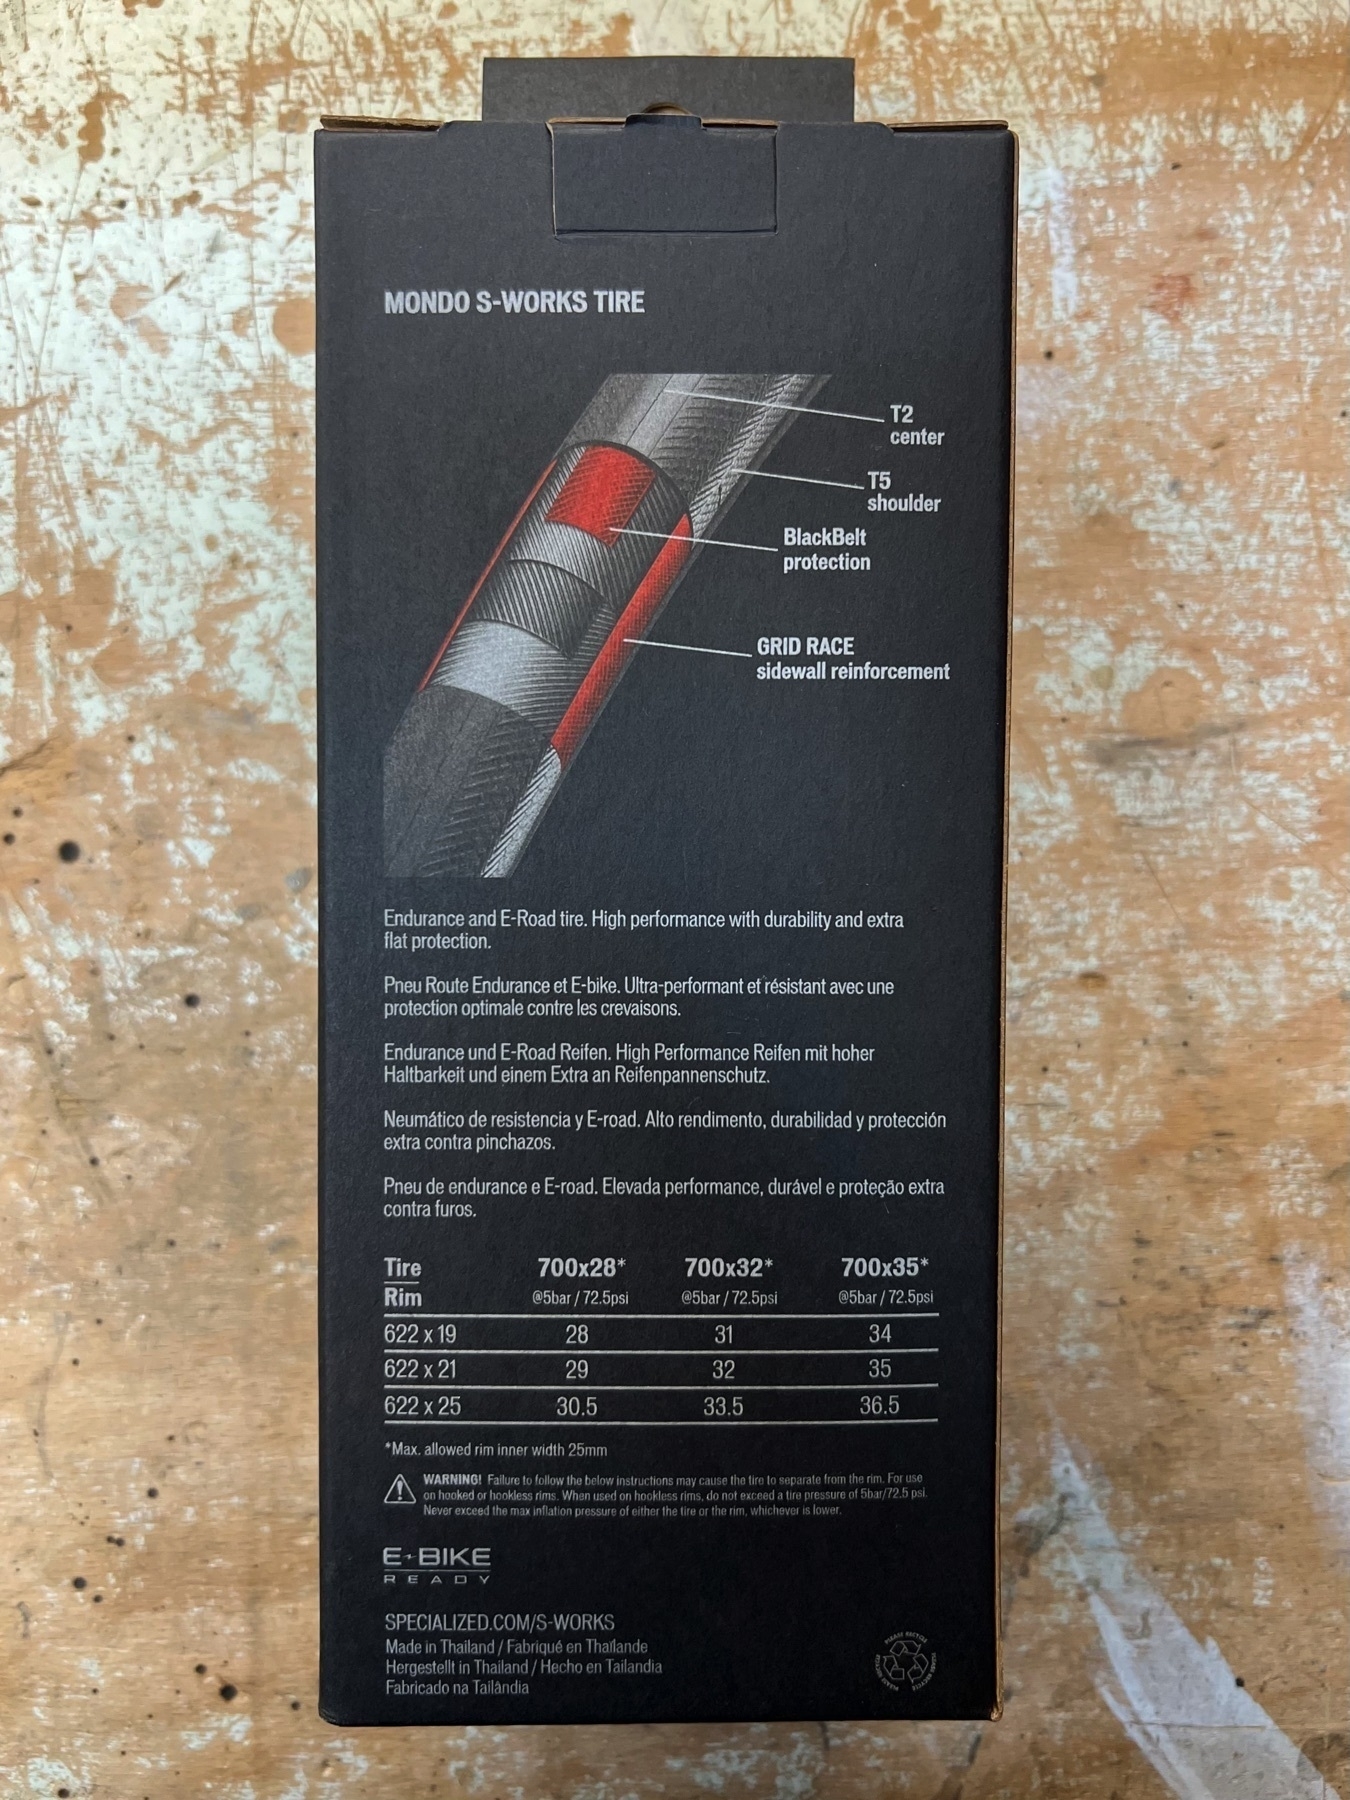 MONDO S-WORKS TIRE
T2
center
T5
shoulder
BlackBelt
protection
GRID RACE
sidewall reinforcement
Endurance and E-Road tire. High performance with durability and extra
flat protection.
Pneu Route Endurance et E-bike. Ultra-performant et résistant avec une
protection optimale contre les crevaisons.
Endurance und E-Road Reifen. High Performance Reifen mit hoher
Haltbarkeit und einem Extra an Reifenpannenschutz.
Neumático de resistencia y E-road. Alto rendimento, durabilidad y protección
extra contra pinchazos.
Pneu de endurance e E-road. Elevada performance, durável e proteção extra
contra furos.
Tire 700x28* 700x32* 700x35*
Rim @5bar / 72.5psi @5bar / 72.5psi @5bar / 72.5psi
622 x 19 28 31 34
622 x 21 29 32 35
622 x 25 30.5 33.5 36.5
*Max. allowed rim inner width 25mm
WARNING! Failure to follow the below instructions may cause the tire to separate from the rim. For use
on hooked or hookless rims. When used on hookless rims, do not exceed a tire pressure of 5bar/72.5 psi.
Never exceed the max inflation pressure of either the tire or the rim, whichever is lower.
E-BIKE
READY
SPECIALIZED.COM/S-WORKS
Made in Thailand / Fabriqué en Thaïlande
Hergestellt in Thailand / Hecho en Tailandia
Fabricado na Tailândia
PLEASE RECYCLE
PLEASE RECYCLE
PLEASE RECYCLE